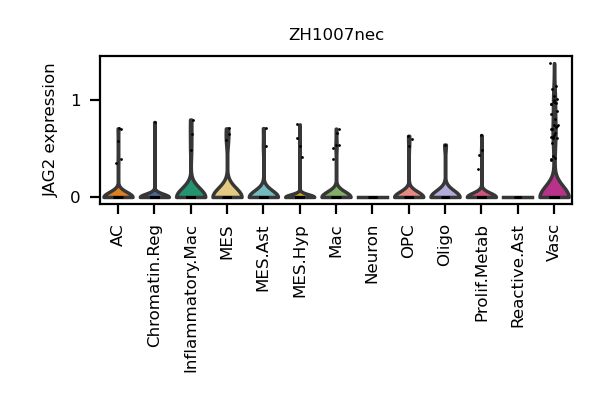 ZH1007nec
JAG2 expression
1
0
AC
Chromatin.Reg
Inflammatory.Mac
MES
MES.Ast
MES.Hyp
Mac
Neuron
OPC
Oligo
Prolif.Metab
Reactive.Ast
Vasc